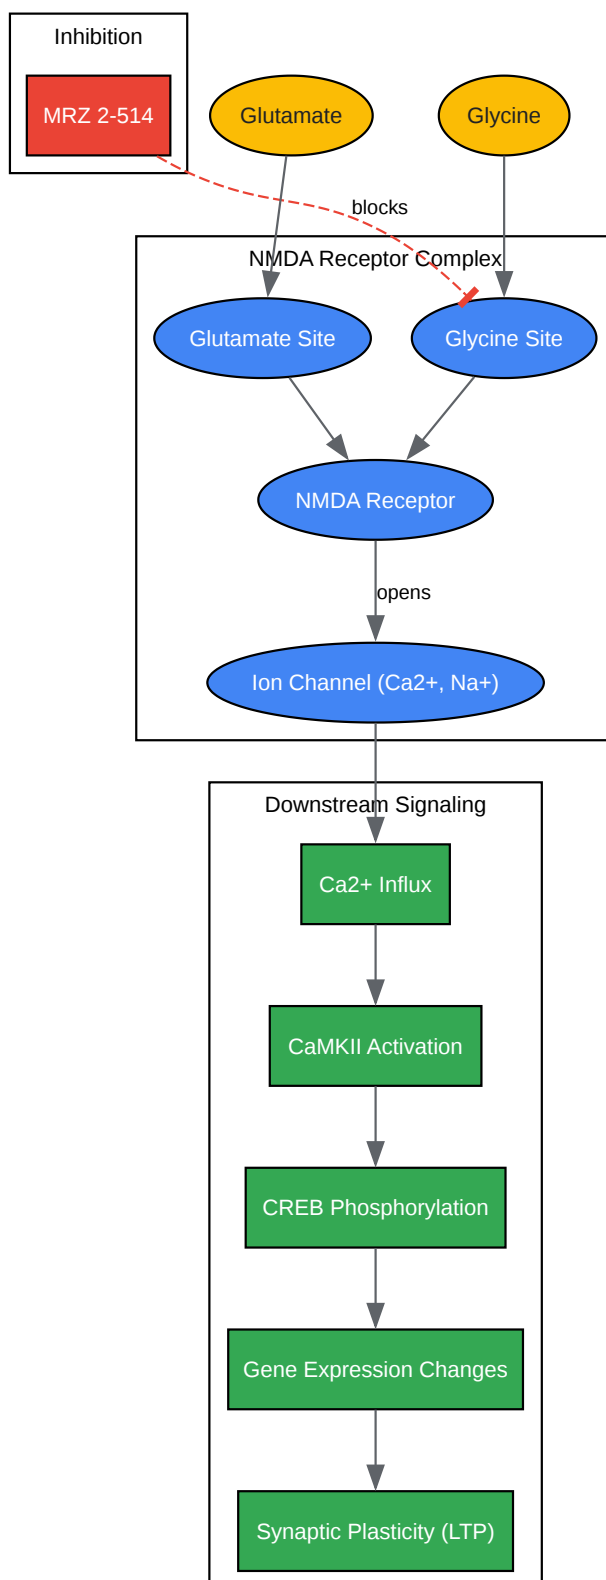 Inhibition
MRZ 2-514
Glutamate
Glycine
blocks
NMDA Receptor Complex
Glutamate Site
Glycine Site
NMDA Receptor
opens
Ion Channel (Ca2+, Na+)
Downstream Signaling
Ca2+ Influx
CaMKII Activation
CREB Phosphorylation
Gene Expression Changes
Synaptic Plasticity (LTP)